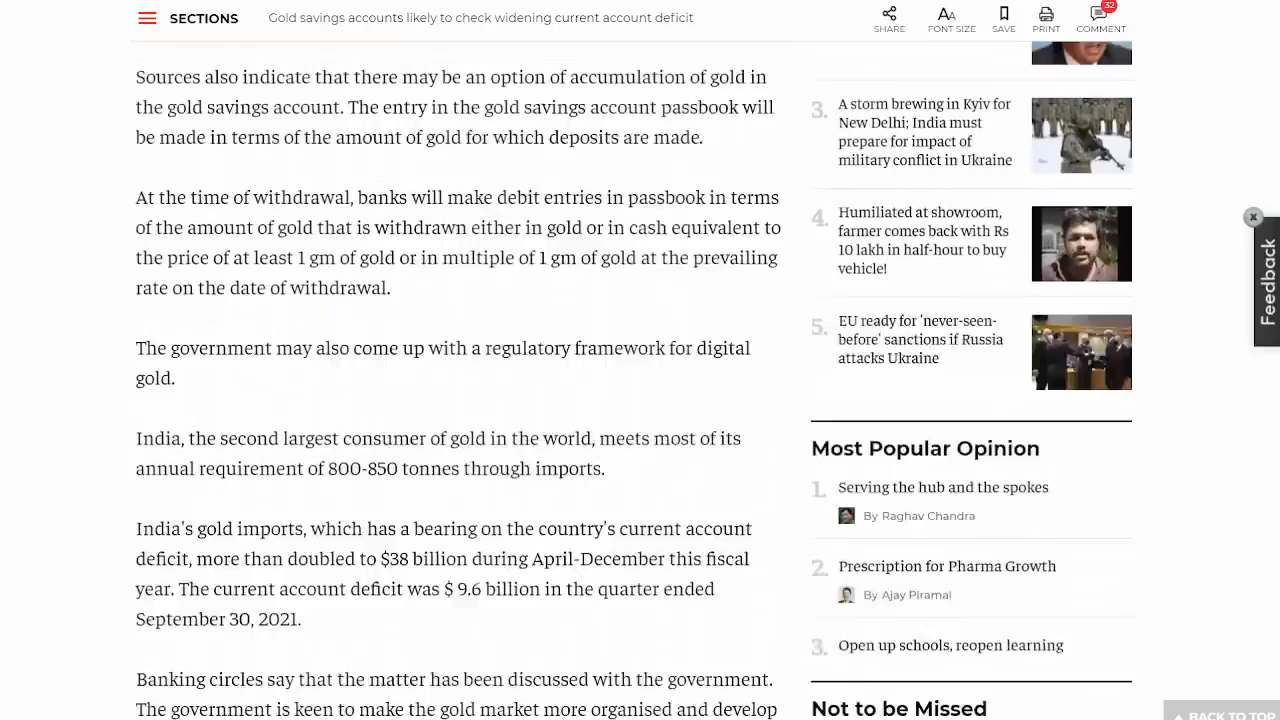 SECTIONS
Gold savings accounts likely to check widening current account deficit
SHARE
AA
FONT SIZE
SAVE
PRINT
32
COMMENT
Sources also indicate that there may be an option of accumulation of gold in
the gold savings account. The entry in the gold savings account passbook will
be made in terms of the amount of gold for which deposits are made.
At the time of withdrawal, banks will make debit entries in passbook in terms
of the amount of gold that is withdrawn either in gold or in cash equivalent to
the price of at least 1 gm of gold or in multiple of 1 gm of gold at the prevailing
rate on the date of withdrawal.
The government may also come up with a regulatory framework for digital
gold.
India, the second largest consumer of gold in the world, meets most of its
annual requirement of 800-850 tonnes through imports.
India's gold imports, which has a bearing on the country's current account
deficit, more than doubled to $38 billion during April-December this fiscal
year. The current account deficit was $ 9.6 billion in the quarter ended
September 30, 2021.
Banking circles say that the matter has been discussed with the government.
The government is keen to make the gold market more organised and develop
3.
A storm brewing in Kyiv for
New Delhi; India must
prepare for impact of
military conflict in Ukraine
4.
Humiliated at showroom,
farmer comes back with Rs
10 lakh in half-hour to buy
vehicle!
5.
EU ready for 'never-seen-
before' sanctions if Russia
attacks Ukraine
Most Popular Opinion
1.
Serving the hub and the spokes
By Raghav Chandra
2.
Prescription for Pharma Growth
By Ajay Piramal
3.
Open up schools, reopen learning
Not to be Missed
x
Feedback
BACK TO TOP